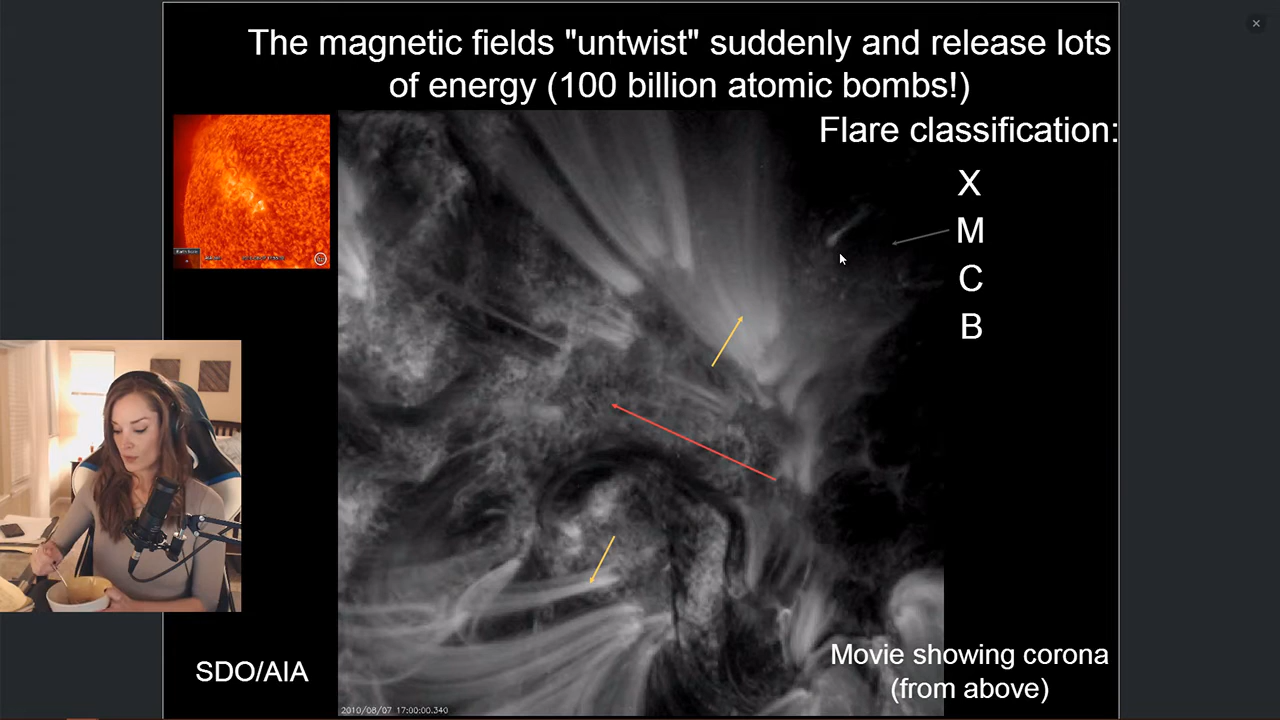 The magnetic fields "untwist" suddenly and release lots
of energy (100 billion atomic bombs!)
Flare classification:
X
M
C
B
SDO/AIA
Movie showing corona
(from above)
2010/08/07 17:00:00.340